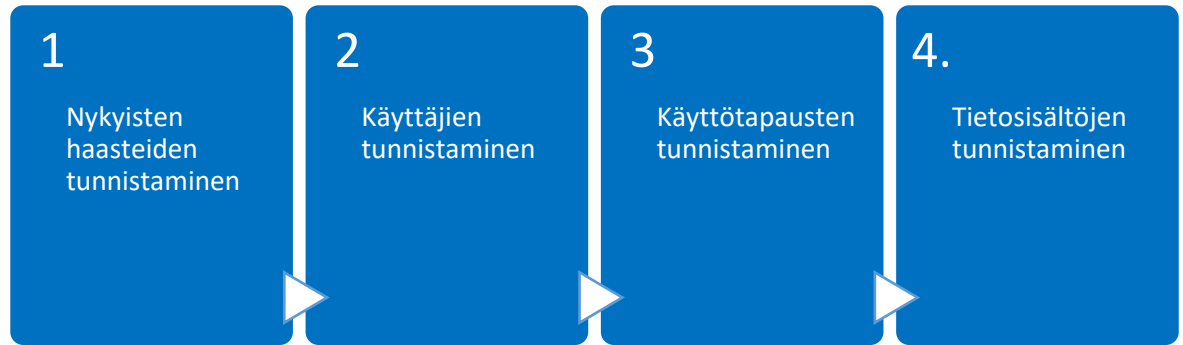 1
Nykyisten
haasteiden
tunnistaminen
2
Käyttäjien
tunnistaminen
3
Käyttötapausten
tunnistaminen
4.
Tietosisältöjen
tunnistaminen